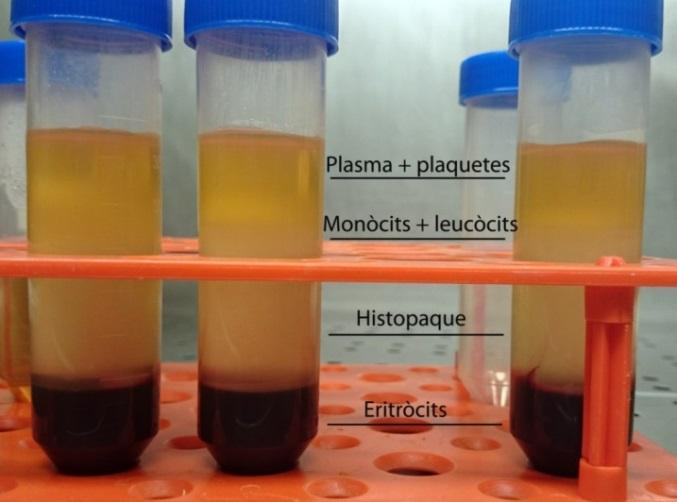 Plasma + plaquetes
Monòcits + leucòcits
Histopaque
Eritròcits